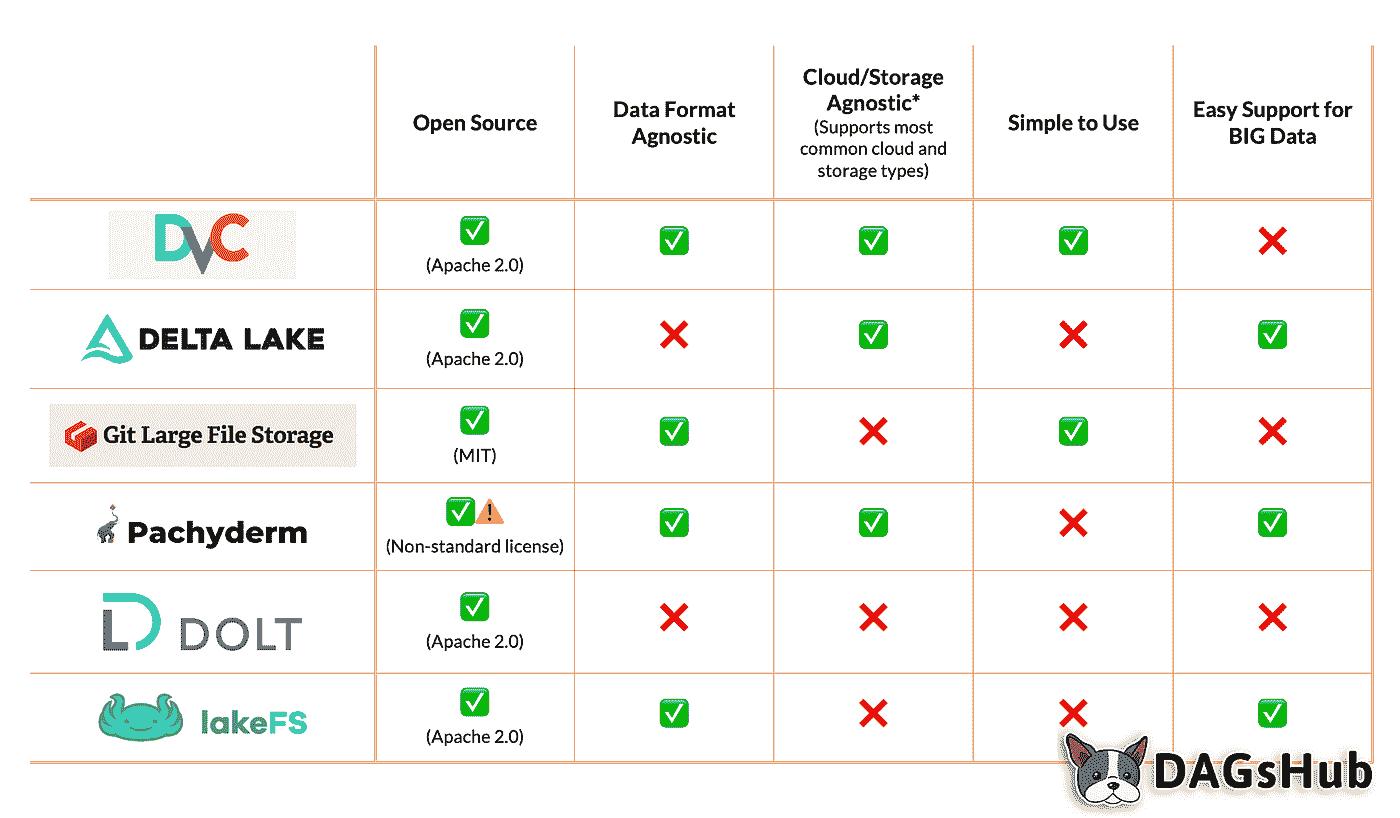 Open Source
Data Format
Agnostic
Cloud/Storage
Agnostic*
(Supports most
common cloud and
storage types)
Simple to Use
Easy Support for
BIG Data
DVC
(Apache 2.0)
DELTA LAKE
(Apache 2.0)
Git Large File Storage
(MIT)
Pachyderm
(Non-standard license)
DOLT
(Apache 2.0)
lakeFS
(Apache 2.0)
DAGsHub